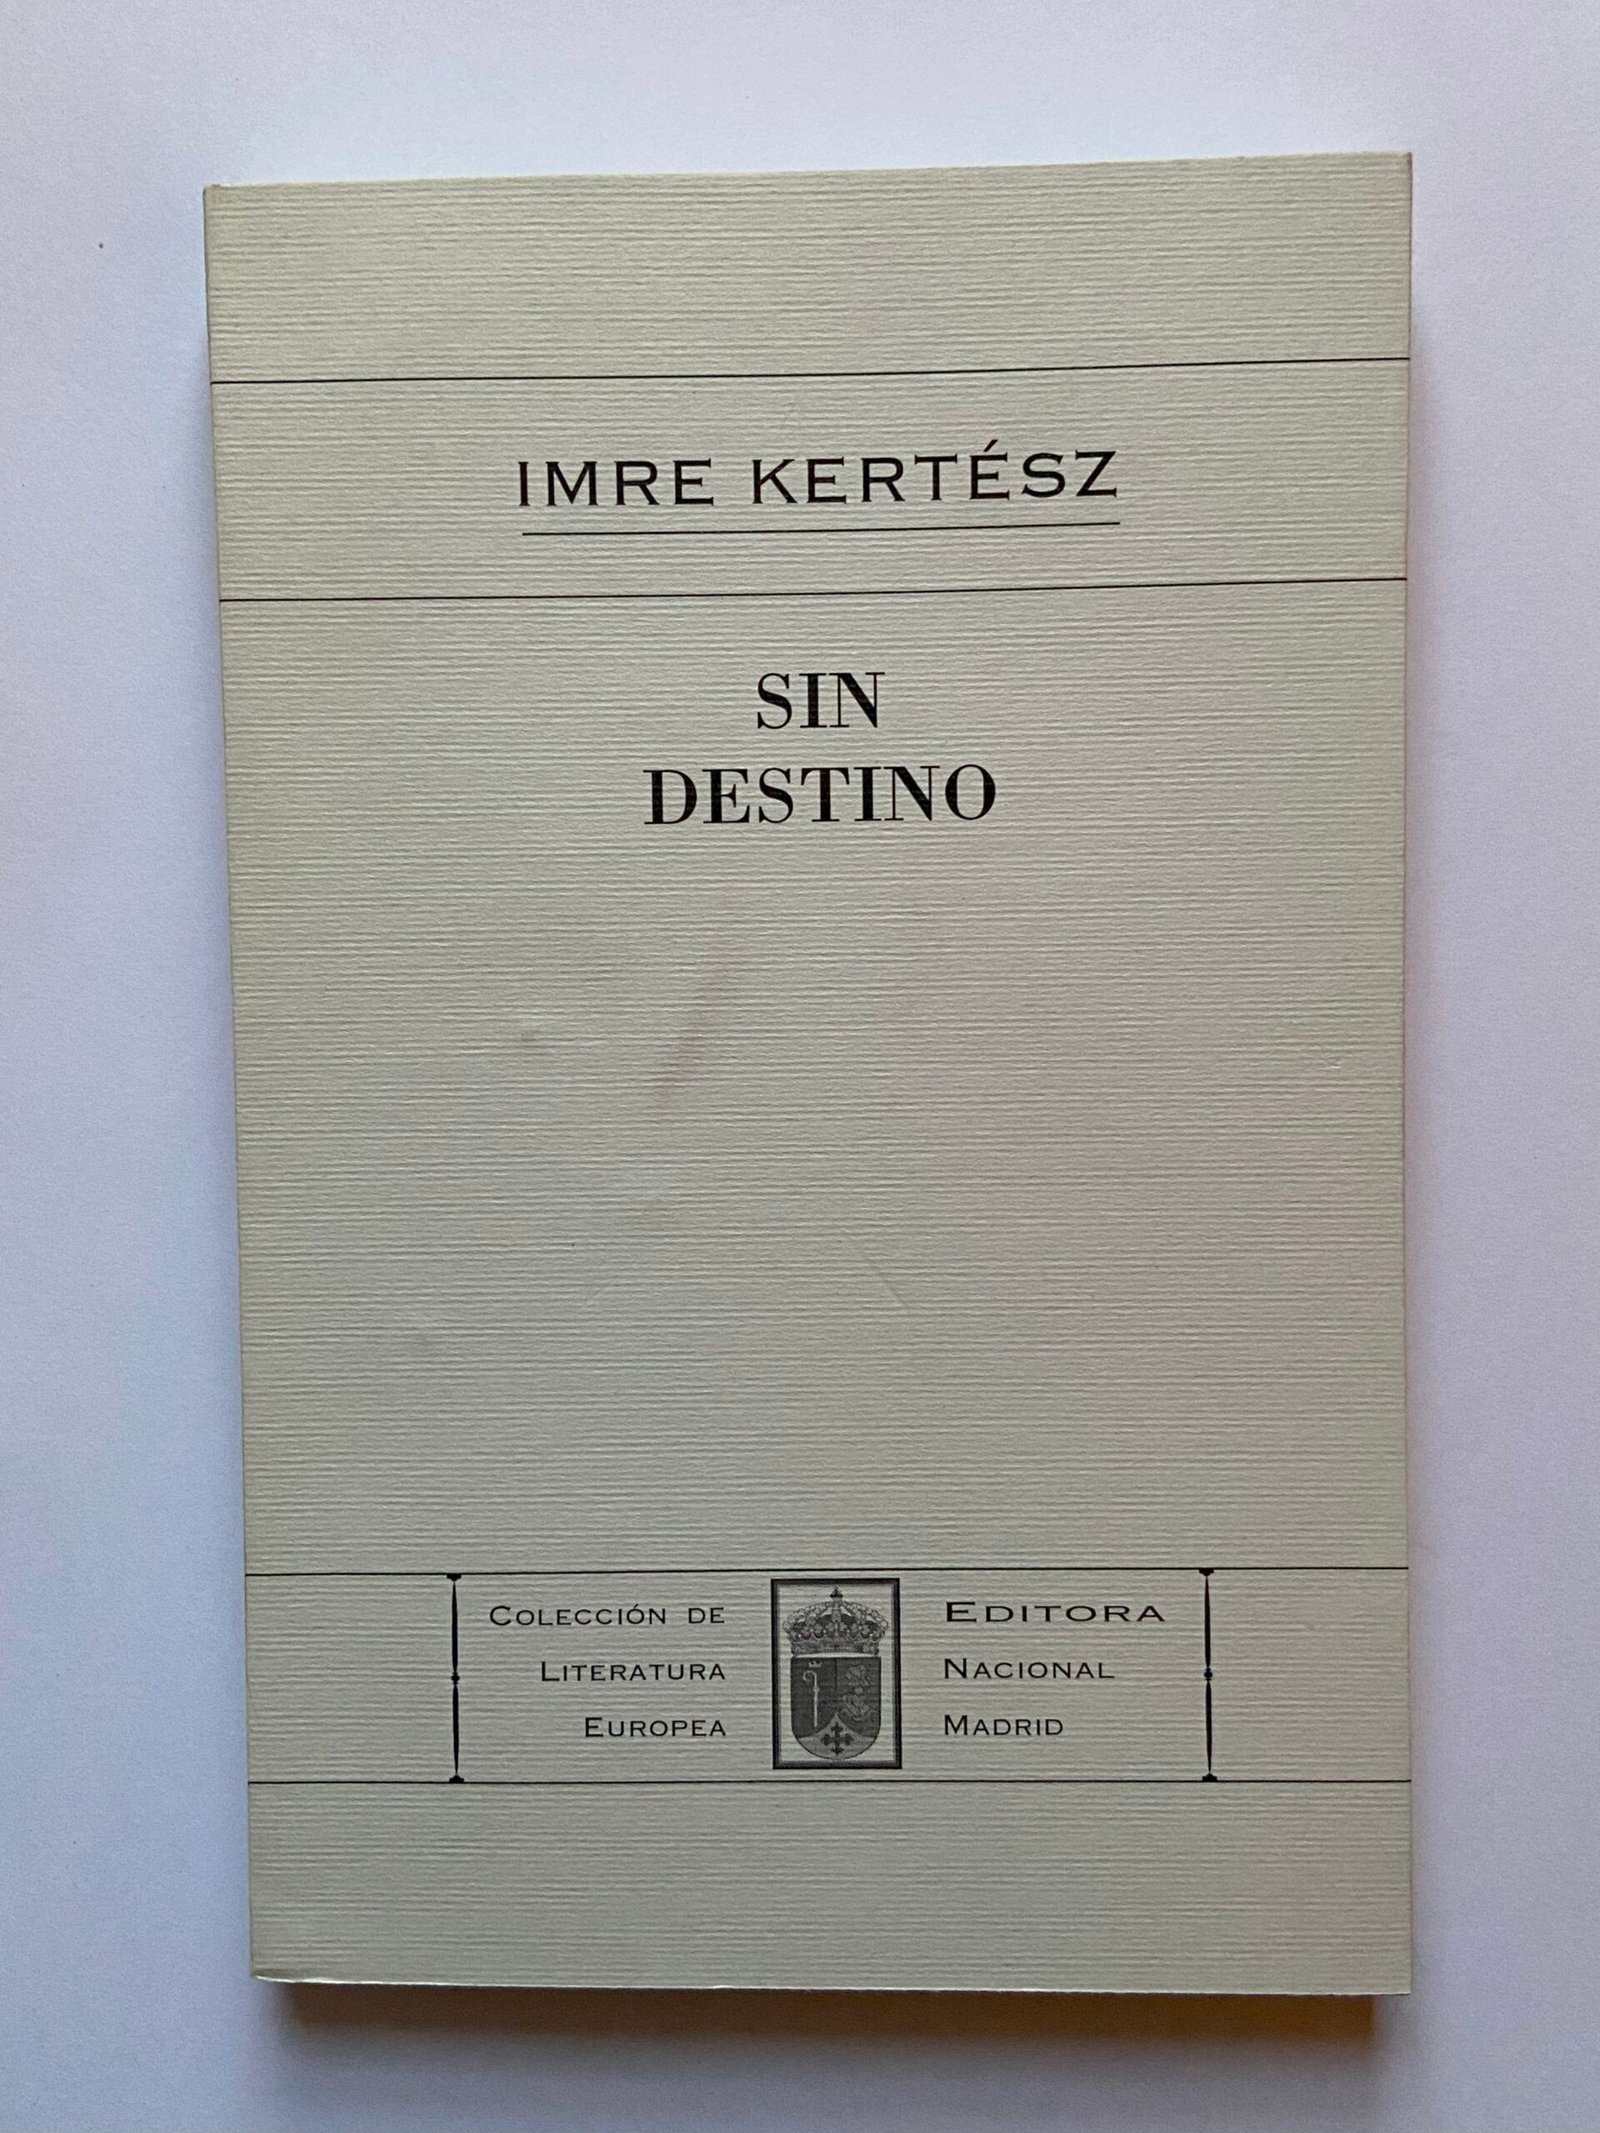 IMRE KERTÉSZ
SIN
DESTINO
COLECCIÓN DE
LITERATURA
EUROPEA
EDITORA
NACIONAL
MADRID